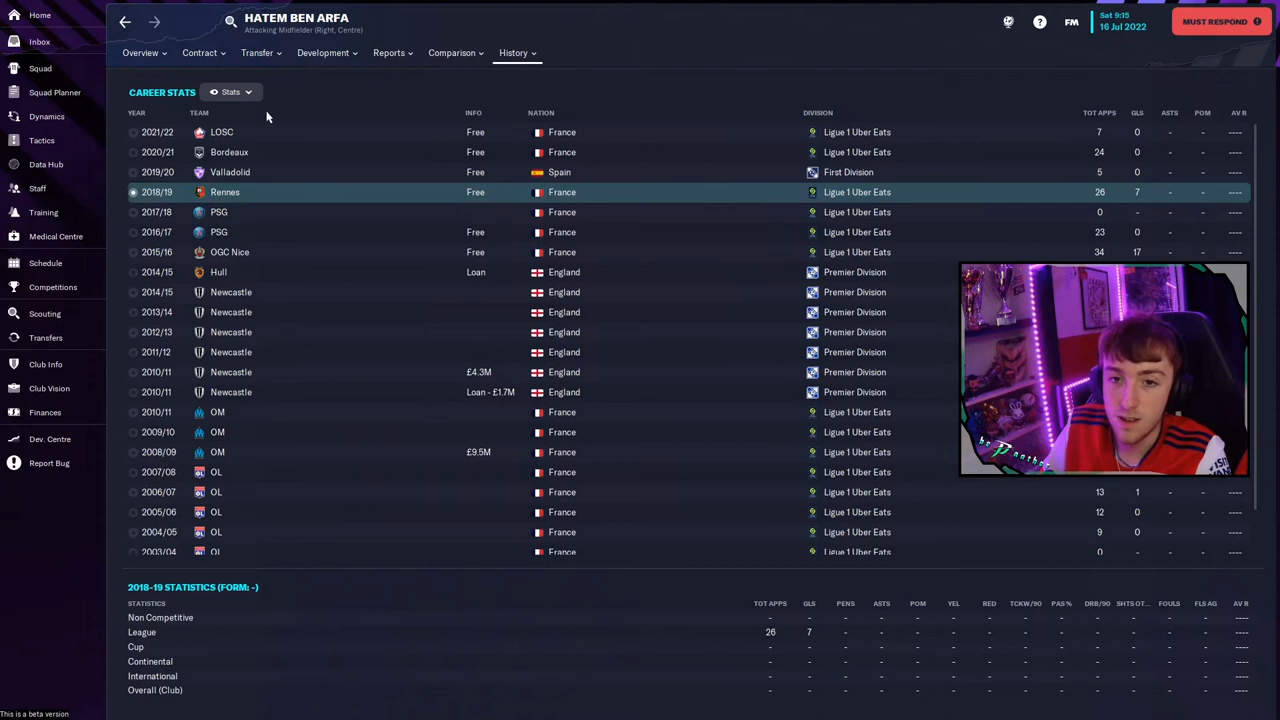 Home
Inbox
Squad
Squad Planner
Dynamics
Tactics
Data Hub
Staff
Training
Medical Centre
Schedule
Competitions
Scouting
Transfers
Club Info
Club Vision
Finances
Dev. Centre
Report Bug
This is a beta version
HATEM BEN ARFA
Attacking Midfielder (Right, Centre)
FM
Sat 9:15
16 Jul 2022
MUST RESPOND
Overview Contract Transfer Development Reports Comparison History
CAREER STATS Stats
YEAR TEAM INFO NATION DIVISION TOT APPS GLS ASTS POM AV R
2021/22 LOSC Free France Ligue 1 Uber Eats 7 0 - - ----
2020/21 Bordeaux Free France Ligue 1 Uber Eats 24 0 - - ----
2019/20 Valladolid Free Spain First Division 5 0 - - ----
2018/19 Rennes Free France Ligue 1 Uber Eats 26 7 - - ----
2017/18 PSG France Ligue 1 Uber Eats 0 - - - ----
2016/17 PSG Free France Ligue 1 Uber Eats 23 0 - - ----
2015/16 OGC Nice Free France Ligue 1 Uber Eats 34 17 - - ----
2014/15 Hull Loan England Premier Division
2014/15 Newcastle England Premier Division
2013/14 Newcastle England Premier Division
2012/13 Newcastle England Premier Division
2011/12 Newcastle England Premier Division
2010/11 Newcastle £4.3M England Premier Division
2010/11 Newcastle Loan - £1.7M England Premier Division
2010/11 OM France Ligue 1 Uber Eats
2009/10 OM France Ligue 1 Uber Eats
2008/09 OM £9.5M France Ligue 1 Uber Eats
2007/08 OL France Ligue 1 Uber Eats
2006/07 OL France Ligue 1 Uber Eats 13 1 - - ----
2005/06 OL France Ligue 1 Uber Eats 12 0 - - ----
2004/05 OL France Ligue 1 Uber Eats 9 0 - - ----
2003/04 OL France Ligue 1 Uber Eats 0 - - - ----
be Panther
2018-19 STATISTICS (FORM: -)
STATISTICS TOT APPS GLS PENS ASTS POM YEL RED TCKW/90 PAS % DRB/90 SHTS OT... FOULS FLS AG AV R
Non Competitive - - - - - - - - - - - - - ----
League 26 7 - - - - - - - - - - - ----
Cup - - - - - - - - - - - - - ----
Continental - - - - - - - - - - - - - ----
International - - - - - - - - - - - - - ----
Overall (Club) - - - - - - - - - - - - - ----